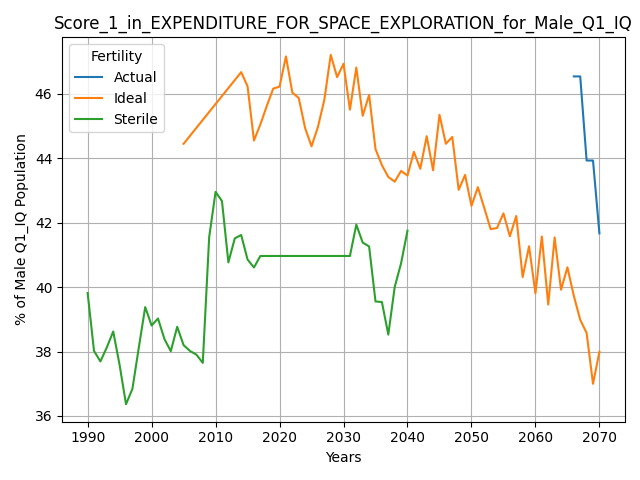 Score_1_in_EXPENDITURE_FOR_SPACE_EXPLORATION_for_Male_Q1_IQ
Fertility
Actual
Ideal
Sterile
% of Male Q1_IQ Population
46
44
42
40
38
36
1990 2000 2010 2020 2030 2040 2050 2060 2070
Years